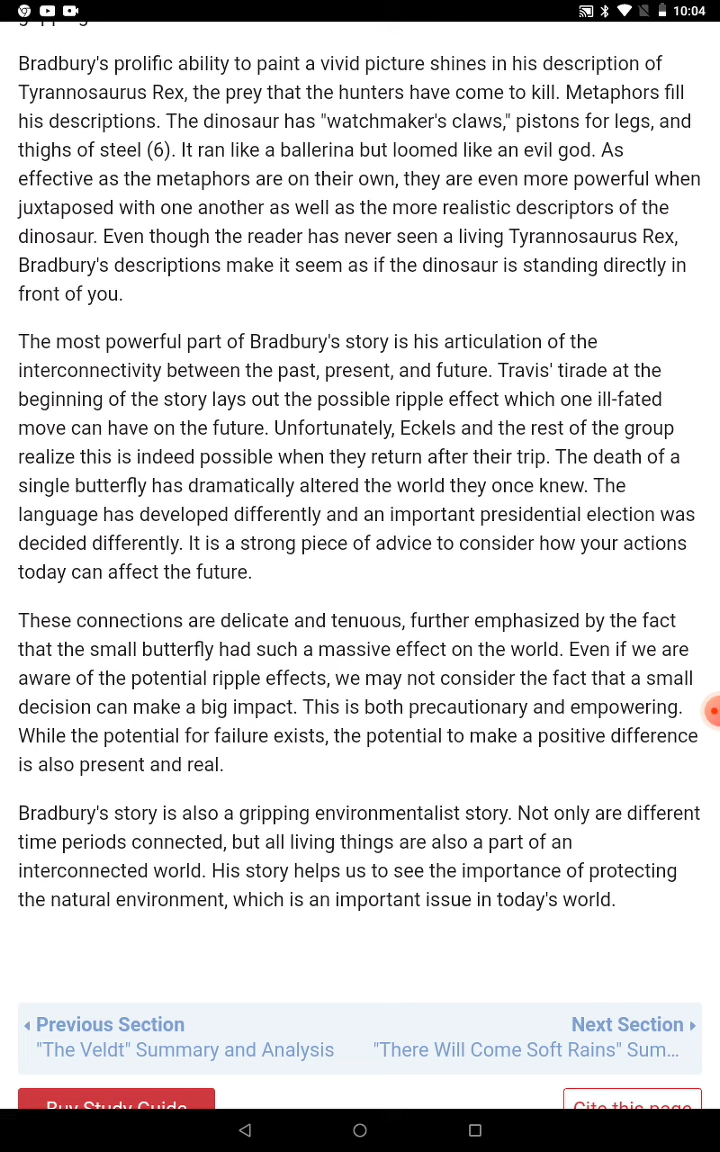 10:04
Bradbury's prolific ability to paint a vivid picture shines in his description of
Tyrannosaurus Rex, the prey that the hunters have come to kill. Metaphors fill
his descriptions. The dinosaur has "watchmaker's claws," pistons for legs, and
thighs of steel (6). It ran like a ballerina but loomed like an evil god. As
effective as the metaphors are on their own, they are even more powerful when
juxtaposed with one another as well as the more realistic descriptors of the
dinosaur. Even though the reader has never seen a living Tyrannosaurus Rex,
Bradbury's descriptions make it seem as if the dinosaur is standing directly in
front of you.
The most powerful part of Bradbury's story is his articulation of the
interconnectivity between the past, present, and future. Travis' tirade at the
beginning of the story lays out the possible ripple effect which one ill-fated
move can have on the future. Unfortunately, Eckels and the rest of the group
realize this is indeed possible when they return after their trip. The death of a
single butterfly has dramatically altered the world they once knew. The
language has developed differently and an important presidential election was
decided differently. It is a strong piece of advice to consider how your actions
today can affect the future.
These connections are delicate and tenuous, further emphasized by the fact
that the small butterfly had such a massive effect on the world. Even if we are
aware of the potential ripple effects, we may not consider the fact that a small
decision can make a big impact. This is both precautionary and empowering.
While the potential for failure exists, the potential to make a positive difference
is also present and real.
Bradbury's story is also a gripping environmentalist story. Not only are different
time periods connected, but all living things are also a part of an
interconnected world. His story helps us to see the importance of protecting
the natural environment, which is an important issue in today's world.
Previous Section
Next Section
"The Veldt" Summary and Analysis
"There Will Come Soft Rains" Sum...
Buy Study Guide
Cite this page